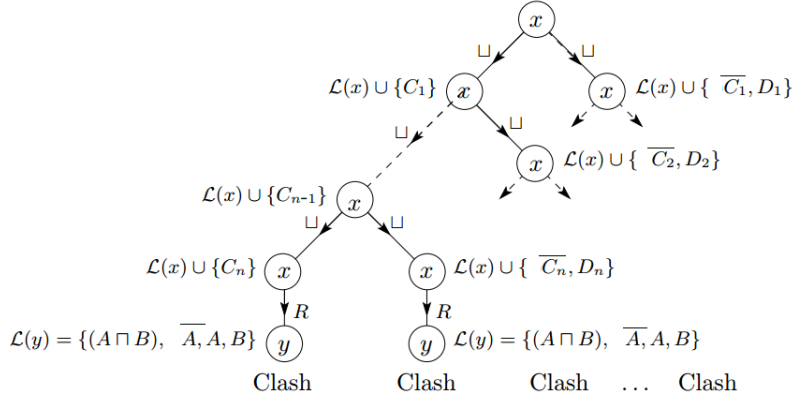 x
⊔ ⊔
ℒ(x) ∪ {C₁} x x ℒ(x) ∪ { C̅₁, D₁}
⊔ ⊔
x ℒ(x) ∪ { C̅₂, D₂}
ℒ(x) ∪ {Cₙ₋₁} x
⊔ ⊔
ℒ(x) ∪ {Cₙ} x x ℒ(x) ∪ { C̅ₙ, Dₙ}
R R
ℒ(y) = {(A ⊓ B), A̅, A, B} y y ℒ(y) = {(A ⊓ B), A̅, A, B}
Clash Clash Clash … Clash